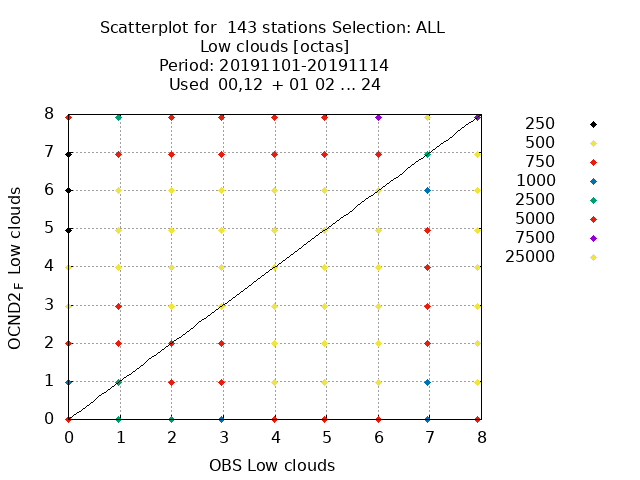 Scatterplot for  143 stations Selection: ALL
Low clouds [octas]
Period: 20191101-20191114
Used  00,12  + 01 02 ... 24
8
7
6
5
4
3
2
1
0
0 1 2 3 4 5 6 7 8
OCND2 F Low clouds
OBS Low clouds
250
500
750
1000
2500
5000
7500
25000